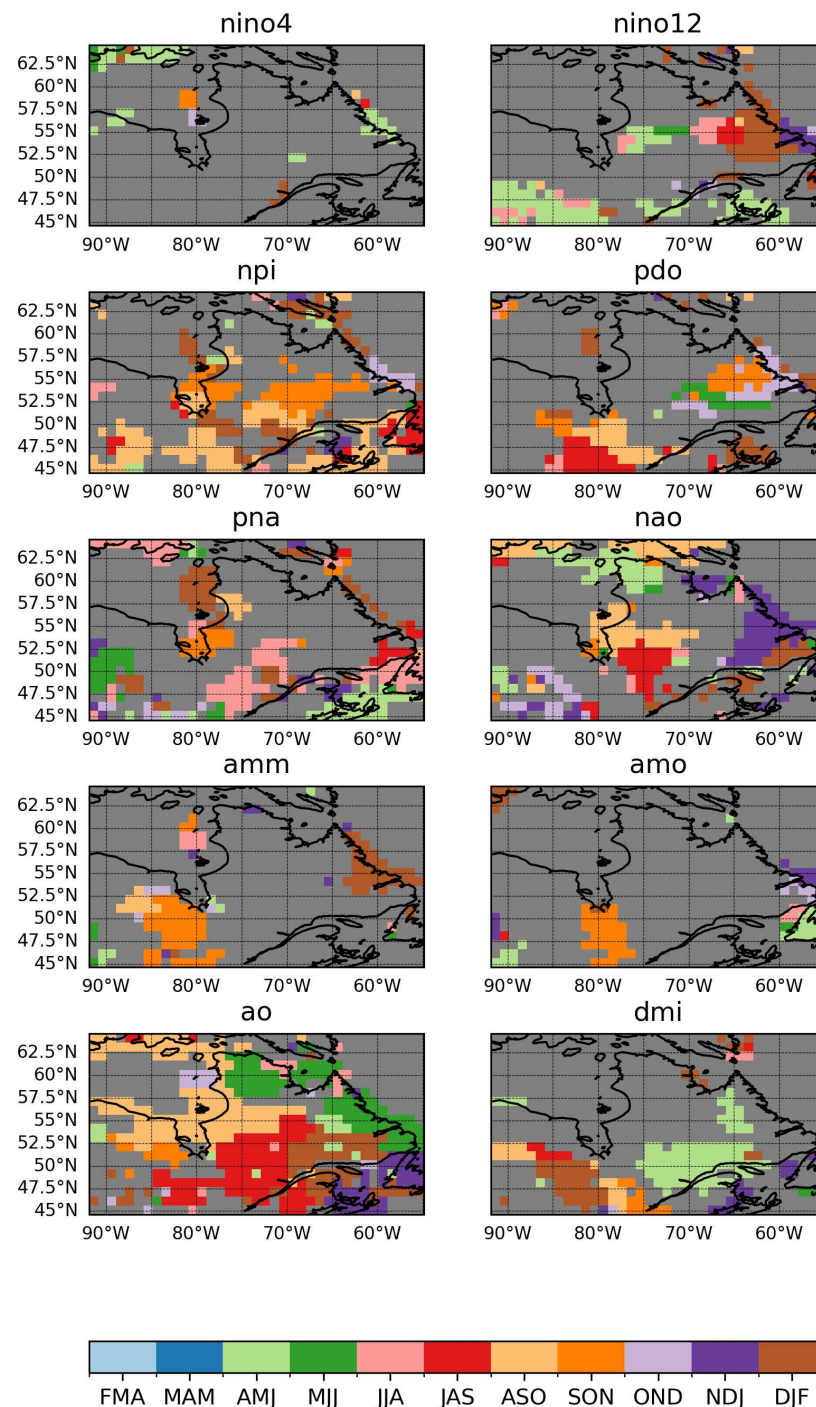 nino4
nino12
62.5°N
60°N
57.5°N
55°N
52.5°N
50°N
47.5°N
45°N
90°W 80°W 70°W 60°W
90°W 80°W 70°W 60°W
npi
pdo
62.5°N
60°N
57.5°N
55°N
52.5°N
50°N
47.5°N
45°N
90°W 80°W 70°W 60°W
90°W 80°W 70°W 60°W
pna
nao
62.5°N
60°N
57.5°N
55°N
52.5°N
50°N
47.5°N
45°N
90°W 80°W 70°W 60°W
90°W 80°W 70°W 60°W
amm
amo
62.5°N
60°N
57.5°N
55°N
52.5°N
50°N
47.5°N
45°N
90°W 80°W 70°W 60°W
90°W 80°W 70°W 60°W
ao
dmi
62.5°N
60°N
57.5°N
55°N
52.5°N
50°N
47.5°N
45°N
90°W 80°W 70°W 60°W
90°W 80°W 70°W 60°W
FMA MAM AMJ MJJ JJA JAS ASO SON OND NDJ DJF